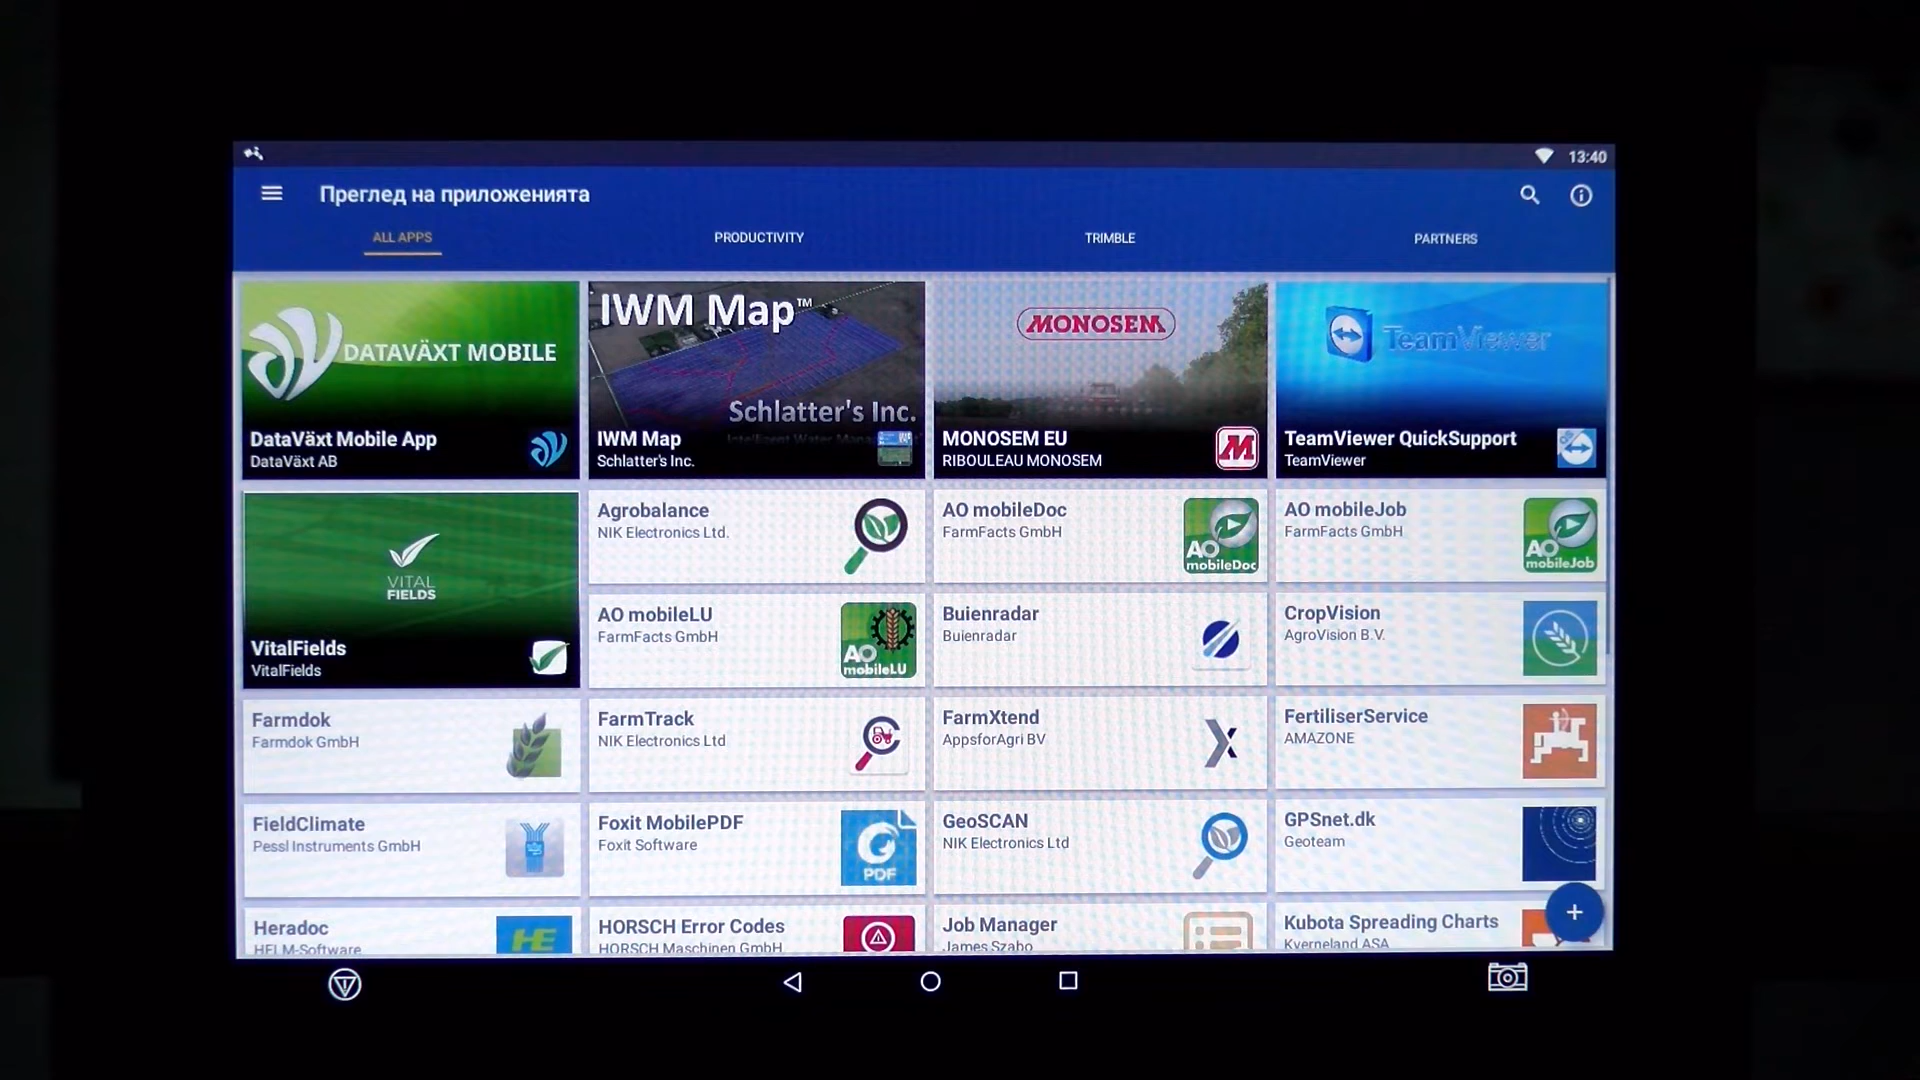 13:40
Преглед на приложенията
ALL APPS
PRODUCTIVITY
TRIMBLE
PARTNERS
DATAVÄXT MOBILE
DataVäxt Mobile App
DataVäxt AB
IWM Map™
Schlatter's Inc.
IWM Map
Schlatter's Inc.
MONOSEM
MONOSEM EU
RIBOULEAU MONOSEM
TeamViewer
TeamViewer QuickSupport
TeamViewer
VITAL
FIELDS
VitalFields
VitalFields
Agrobalance
NIK Electronics Ltd.
AO mobileDoc
FarmFacts GmbH
AO
mobileDoc
AO mobileJob
FarmFacts GmbH
AO
mobileJob
AO mobileLU
FarmFacts GmbH
AO
mobileLU
Buienradar
Buienradar
CropVision
AgroVision B.V.
Farmdok
Farmdok GmbH
FarmTrack
NIK Electronics Ltd
FarmXtend
AppsforAgri BV
FertiliserService
AMAZONE
FieldClimate
Pessl Instruments GmbH
Foxit MobilePDF
Foxit Software
PDF
GeoSCAN
NIK Electronics Ltd
GPSnet.dk
Geoteam
Heradoc
HELM-Software
HE
HORSCH Error Codes
HORSCH Maschinen GmbH
Job Manager
James Szabo
Kubota Spreading Charts
Kverneland ASA